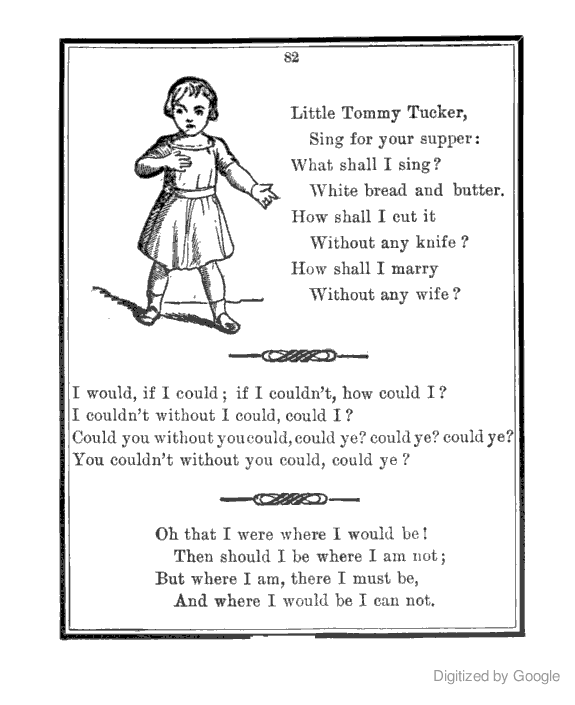 82
Little Tommy Tucker,
Sing for your supper:
What shall I sing?
White bread and butter.
How shall I cut it
Without any knife?
How shall I marry
Without any wife?
I would, if I could; if I couldn't, how could I?
I couldn't without I could, could I?
Could you without you could, could ye? could ye? could ye?
You couldn't without you could, could ye?
Oh that I were where I would be!
Then should I be where I am not;
But where I am, there I must be,
And where I would be I can not.
Digitized by Google